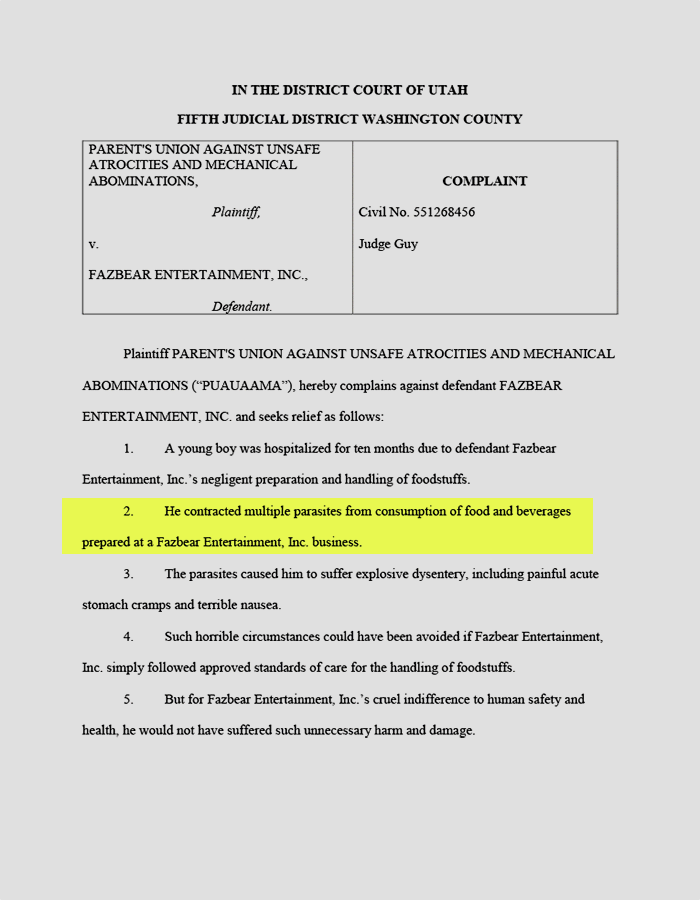 IN THE DISTRICT COURT OF UTAH
FIFTH JUDICIAL DISTRICT WASHINGTON COUNTY
PARENT'S UNION AGAINST UNSAFE
ATROCITIES AND MECHANICAL
ABOMINATIONS,
Plaintiff,
v.
FAZBEAR ENTERTAINMENT, INC.,
Defendant.
COMPLAINT
Civil No. 551268456
Judge Guy
Plaintiff PARENT'S UNION AGAINST UNSAFE ATROCITIES AND MECHANICAL
ABOMINATIONS (“PUAUAAMA”), hereby complains against defendant FAZBEAR
ENTERTAINMENT, INC. and seeks relief as follows:
1. A young boy was hospitalized for ten months due to defendant Fazbear
Entertainment, Inc.’s negligent preparation and handling of foodstuffs.
2. He contracted multiple parasites from consumption of food and beverages
prepared at a Fazbear Entertainment, Inc. business.
3. The parasites caused him to suffer explosive dysentery, including painful acute
stomach cramps and terrible nausea.
4. Such horrible circumstances could have been avoided if Fazbear Entertainment,
Inc. simply followed approved standards of care for the handling of foodstuffs.
5. But for Fazbear Entertainment, Inc.’s cruel indifference to human safety and
health, he would not have suffered such unnecessary harm and damage.